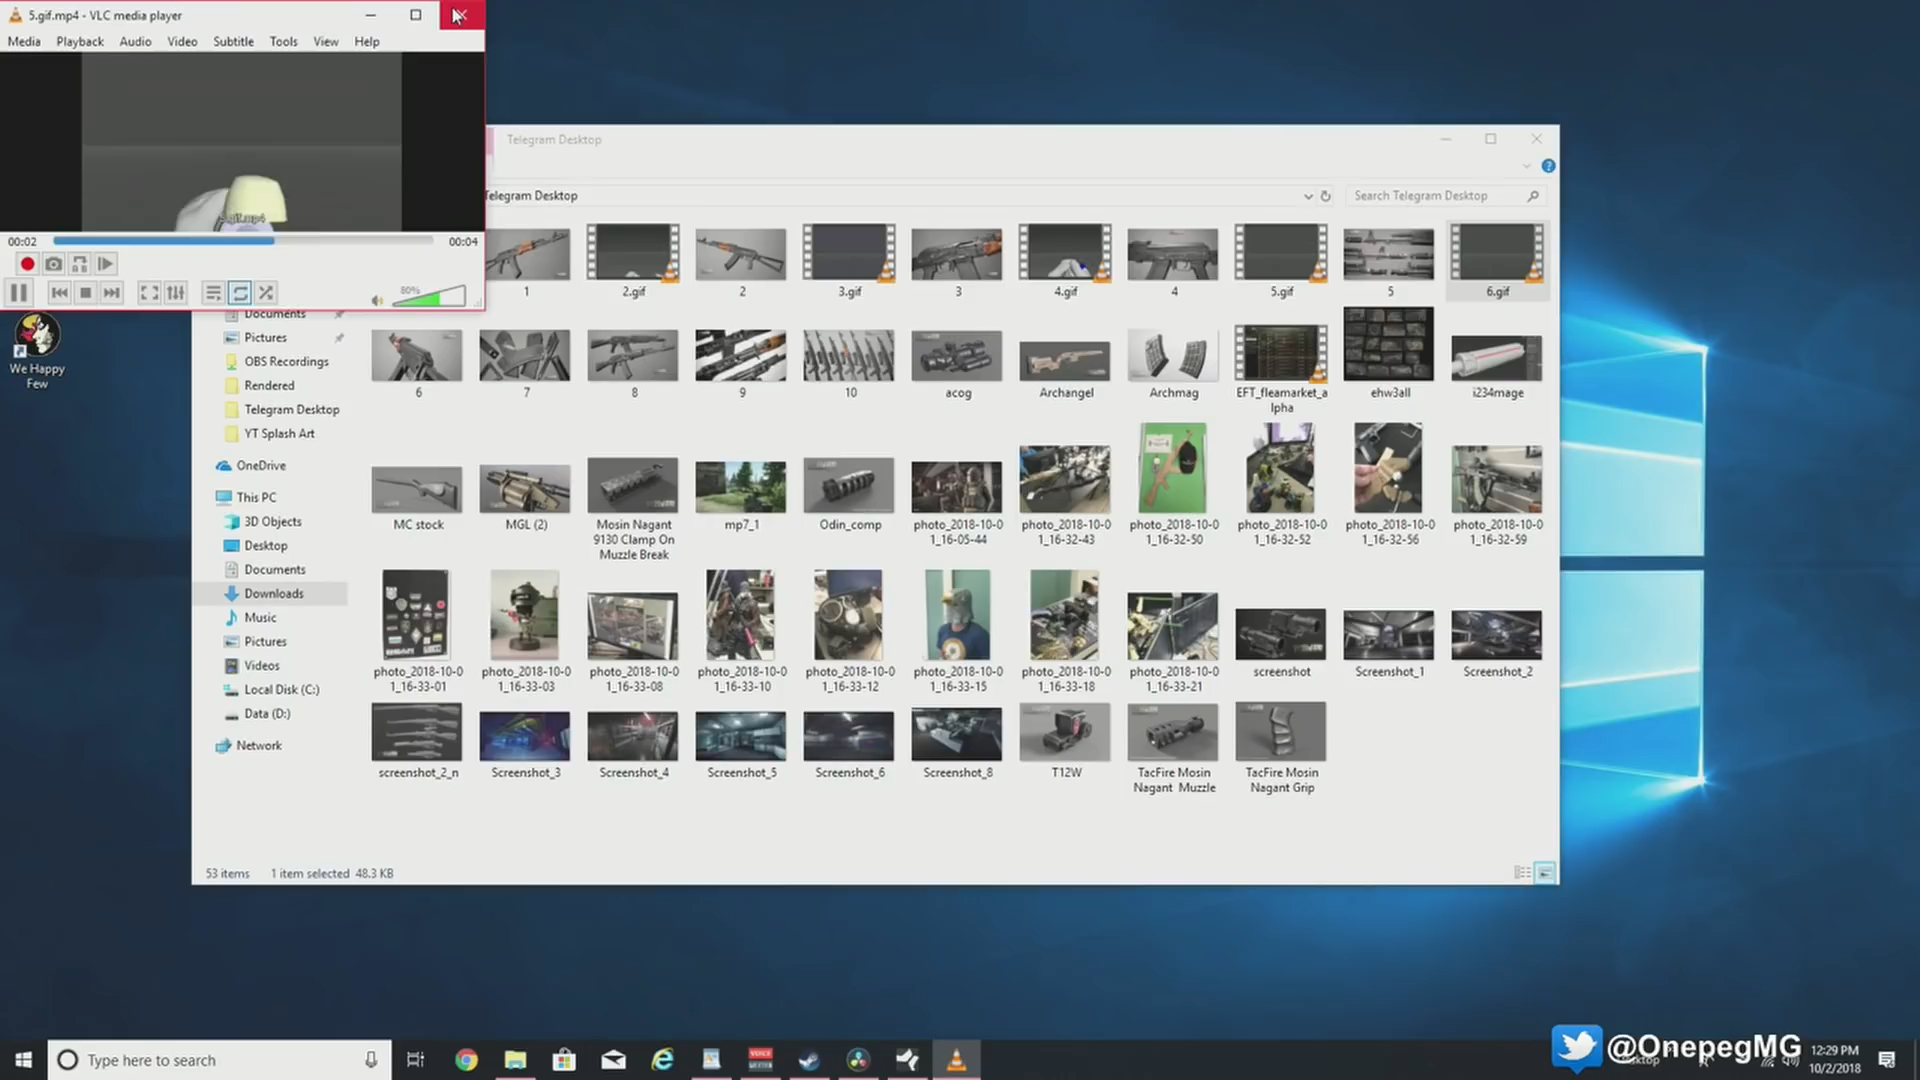 5.gif.mp4 - VLC media player
Media Playback Audio Video Subtitle Tools View Help
5.gif.mp4
00:02 00:04
80%
Telegram Desktop
Telegram Desktop
Search Telegram Desktop
1 2.gif 2 3.gif 3 4.gif 4 5.gif 5 6.gif
We Happy
Few
Documents
Pictures
OBS Recordings
Rendered
Telegram Desktop
YT Splash Art
OneDrive
This PC
3D Objects
Desktop
Documents
Downloads
Music
Pictures
Videos
Local Disk (C:)
Data (D:)
Network
6 7 8 9 10 acog Archangel Archmag EFT_fleamarket_a ehw3all i234mage
lpha
MC stock MGL (2) Mosin Nagant mp7_1 Odin_comp photo_2018-10-0 photo_2018-10-0 photo_2018-10-0 photo_2018-10-0 photo_2018-10-0 photo_2018-10-0
9130 Clamp On 1_16-05-44 1_16-32-43 1_16-32-50 1_16-32-52 1_16-32-56 1_16-32-59
Muzzle Break
photo_2018-10-0 photo_2018-10-0 photo_2018-10-0 photo_2018-10-0 photo_2018-10-0 photo_2018-10-0 photo_2018-10-0 photo_2018-10-0 screenshot Screenshot_1 Screenshot_2
1_16-33-01 1_16-33-03 1_16-33-08 1_16-33-10 1_16-33-12 1_16-33-15 1_16-33-18 1_16-33-21
screenshot_2_n Screenshot_3 Screenshot_4 Screenshot_5 Screenshot_6 Screenshot_8 T12W TacFire Mosin TacFire Mosin
Nagant Muzzle Nagant Grip
53 items 1 item selected 48.3 KB
Type here to search
@OnepegMG
12:29 PM
10/2/2018